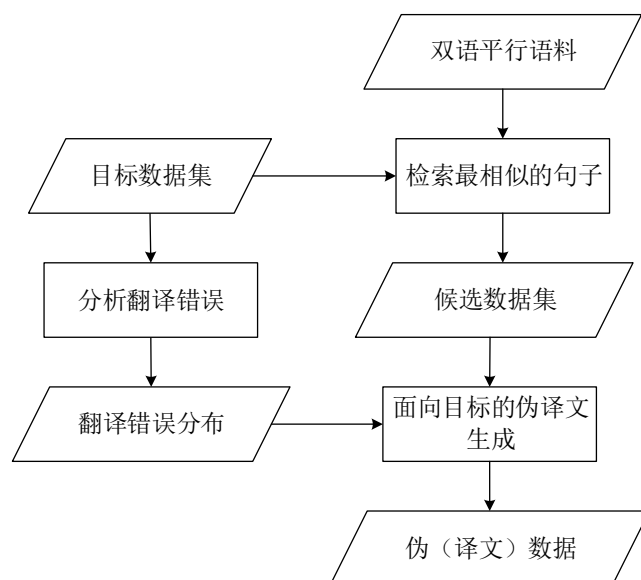 双语平行语料
目标数据集
检索最相似的句子
分析翻译错误
候选数据集
翻译错误分布
面向目标的伪译文
生成
伪（译文）数据